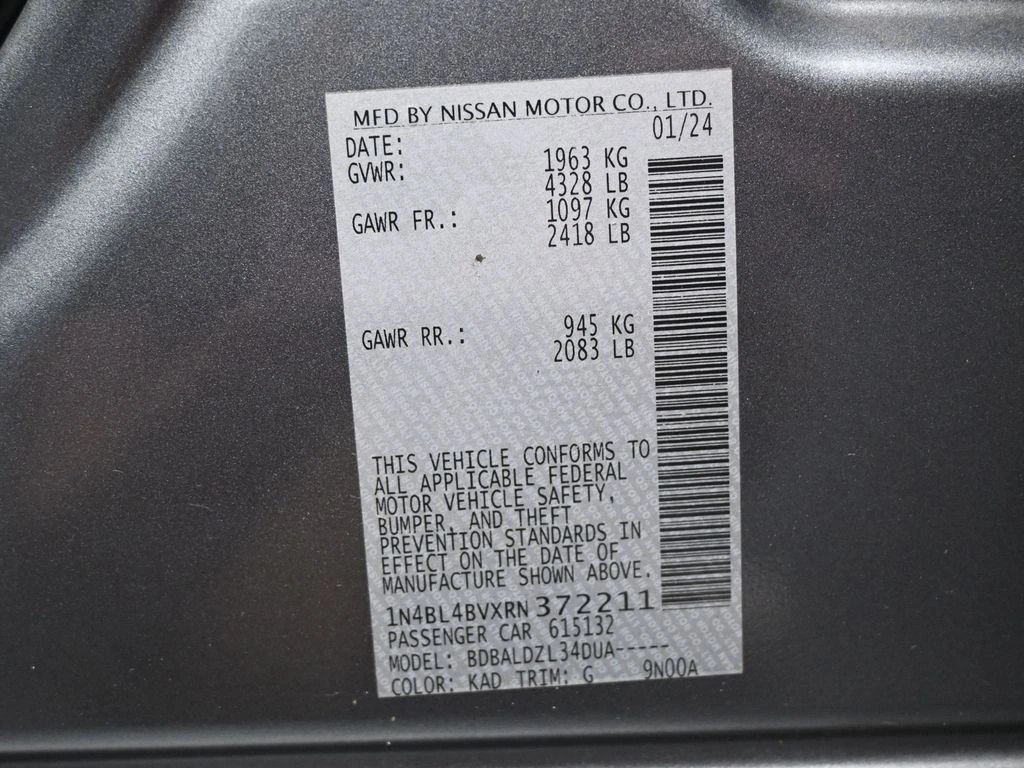 MFD BY NISSAN MOTOR CO., LTD.
DATE: 01/24
GVWR: 1963 KG
4328 LB
GAWR FR.: 1097 KG
2418 LB
GAWR RR.: 945 KG
2083 LB
THIS VEHICLE CONFORMS TO
ALL APPLICABLE FEDERAL
MOTOR VEHICLE SAFETY,
BUMPER, AND THEFT
PREVENTION STANDARDS IN
EFFECT ON THE DATE OF
MANUFACTURE SHOWN ABOVE.
1N4BL4BVXRN372211
PASSENGER CAR 615132
MODEL: BDBALDZL34DUA-----
COLOR: KAD TRIM: G 9N00A